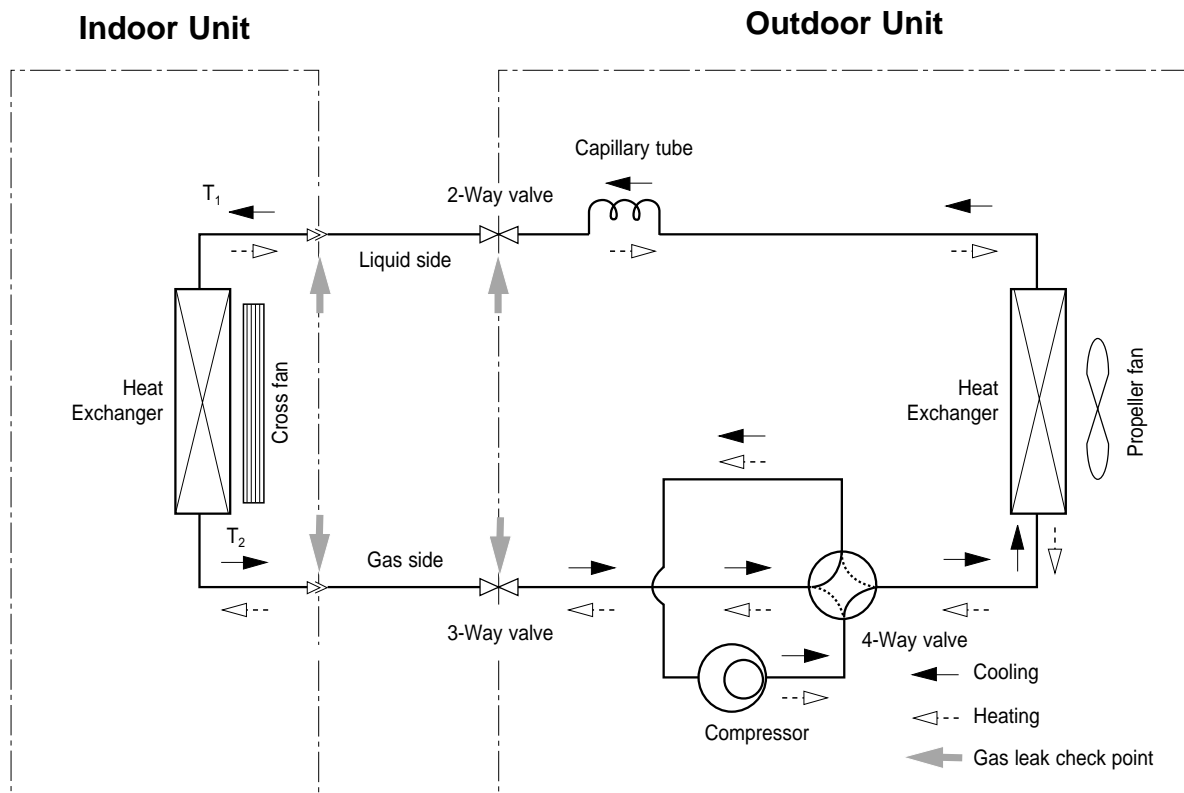 Indoor Unit
Outdoor Unit
Capillary tube
T1
2-Way valve
Liquid side
Heat
Exchanger
Cross fan
Heat
Exchanger
Propeller fan
T2
Gas side
3-Way valve
4-Way valve
Compressor
Cooling
Heating
Gas leak check point